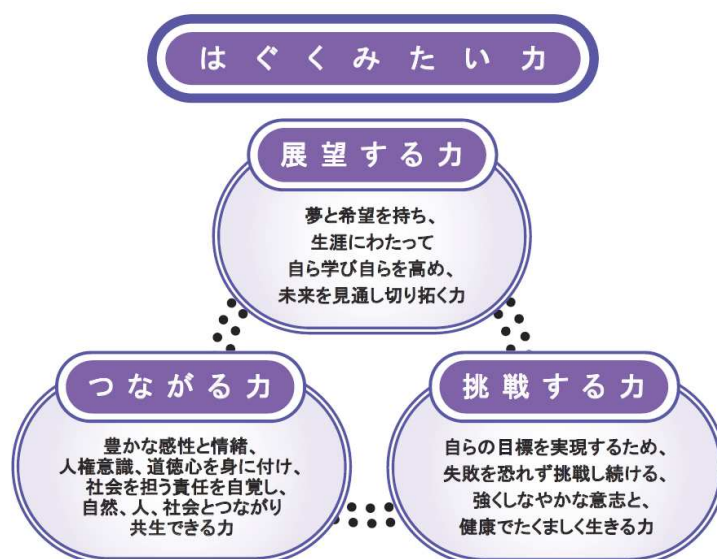 はぐくみたい力
展望する力
夢と希望を持ち、
生涯にわたって
自ら学び自らを高め、
未来を見通し切り拓く力
つながる力
豊かな感性と情緒、
人権意識、道徳心を身に付け、
社会を担う責任を自覚し、
自然、人、社会とつながり
共生できる力
挑戦する力
自らの目標を実現するため、
失敗を恐れず挑戦し続ける、
強くしなやかな意志と、
健康でたくましく生きる力